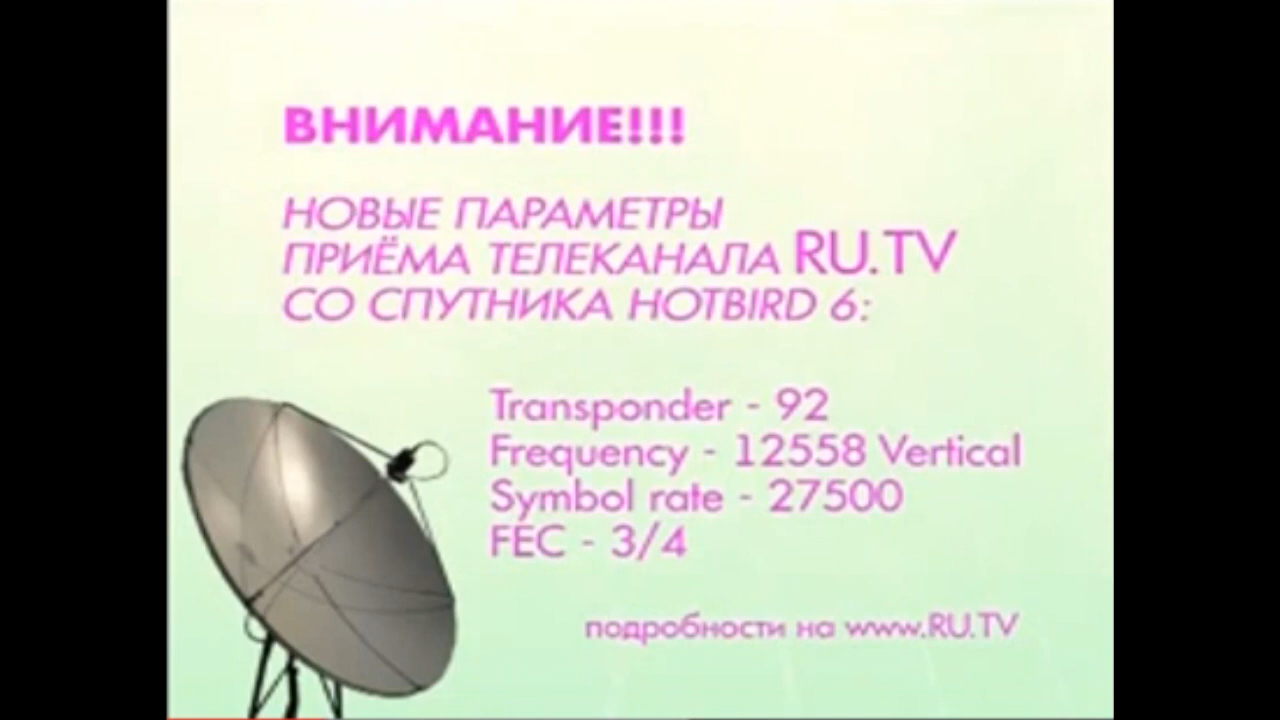 ВНИМАНИЕ!!!
НОВЫЕ ПАРАМЕТРЫ
ПРИЁМА ТЕЛЕКАНАЛА RU.TV
СО СПУТНИКА HOTBIRD 6:
Transponder - 92
Frequency - 12558 Vertical
Symbol rate - 27500
FEC - 3/4
подробности на www.RU.TV